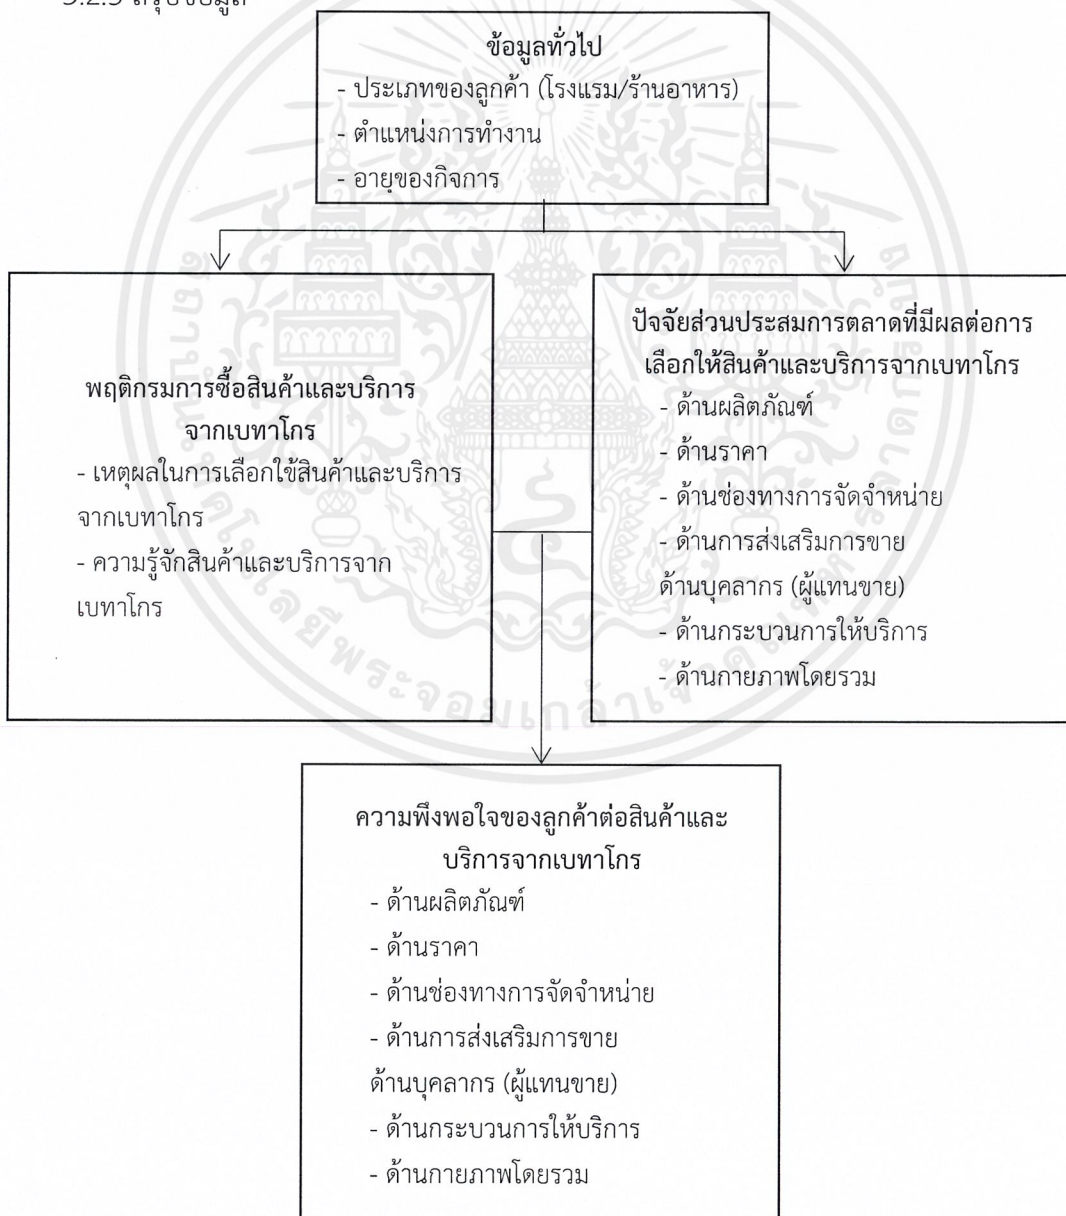 ข้อมูลทั่วไป
- ประเภทของลูกค้า (โรงแรม/ร้านอาหาร)
- ตำแหน่งการทำงาน
- อายุของกิจการ
พฤติกรมการซื้อสินค้าและบริการ
จากเบทาโกร
- เหตุผลในการเลือกใช้สินค้าและบริการ
จากเบทาโกร
- ความรู้จักสินค้าและบริการจาก
เบทาโกร
ปัจจัยส่วนประสมการตลาดที่มีผลต่อการ
เลือกให้สินค้าและบริการจากเบทาโกร
- ด้านผลิตภัณฑ์
- ด้านราคา
- ด้านช่องทางการจัดจำหน่าย
- ด้านการส่งเสริมการขาย
ด้านบุคลากร (ผู้แทนขาย)
- ด้านกระบวนการให้บริการ
- ด้านกายภาพโดยรวม
ความพึงพอใจของลูกค้าต่อสินค้าและ
บริการจากเบทาโกร
- ด้านผลิตภัณฑ์
- ด้านราคา
- ด้านช่องทางการจัดจำหน่าย
- ด้านการส่งเสริมการขาย
ด้านบุคลากร (ผู้แทนขาย)
- ด้านกระบวนการให้บริการ
- ด้านกายภาพโดยรวม